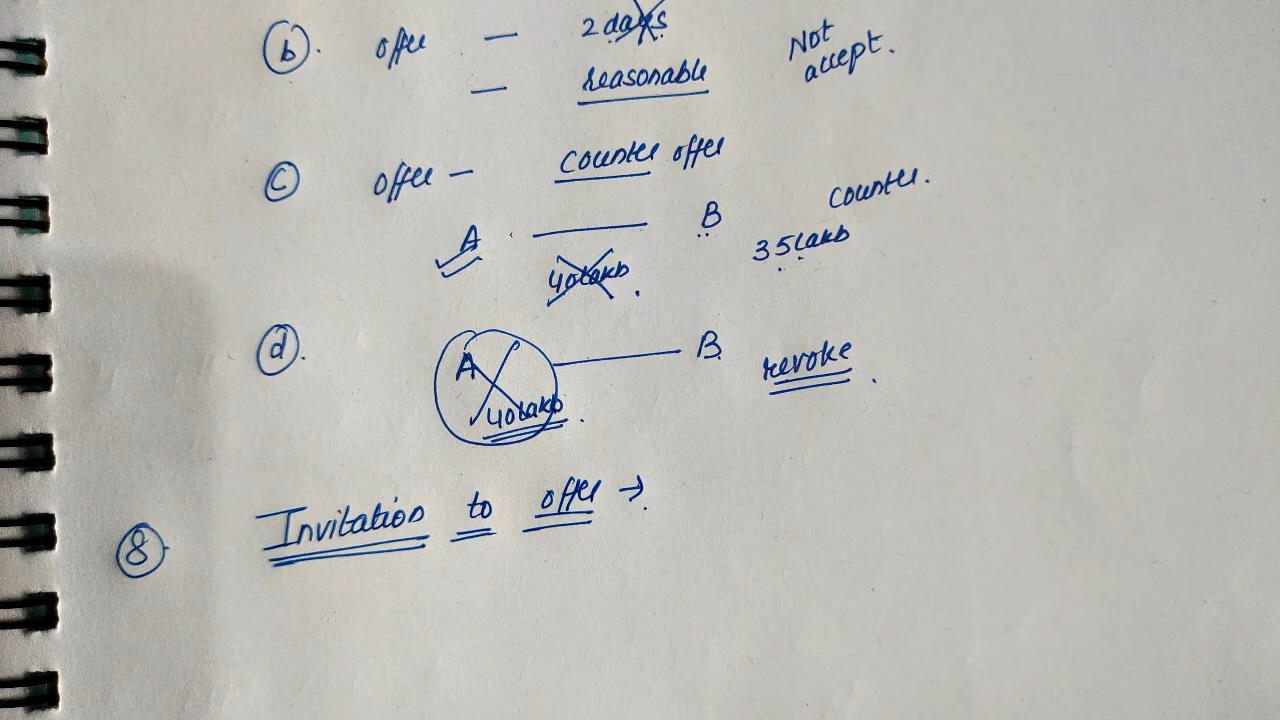 (b). offer — 2 days Not
— reasonable accept.
(c) offer — counter offer
A — B counter.
40 lakh. 35 lakh
(d). A — B. revoke.
40 lakh.
(8). Invitation to offer →.